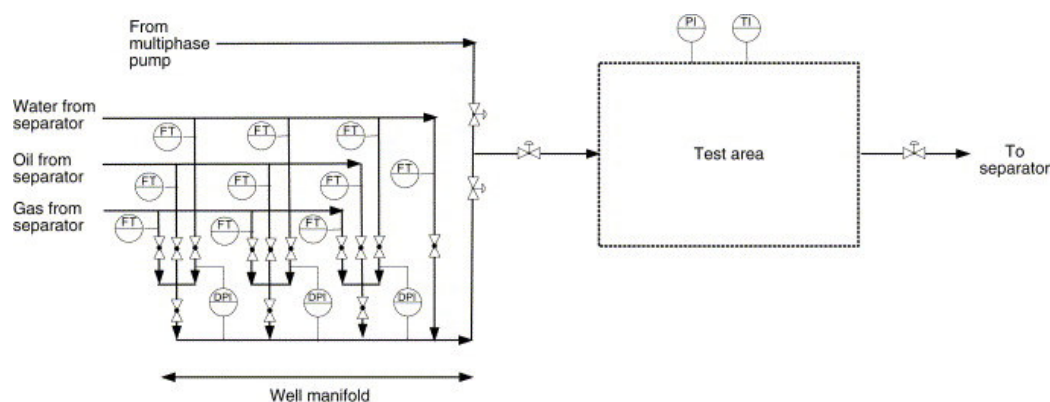 From
multiphase
pump
PI
TI
Water from
separator
FT
FT
FT
Oil from
separator
FT
FT
FT
FT
Test area
To
separator
Gas from
separator
FT
FT
FT
DPI
DPI
DPI
Well manifold